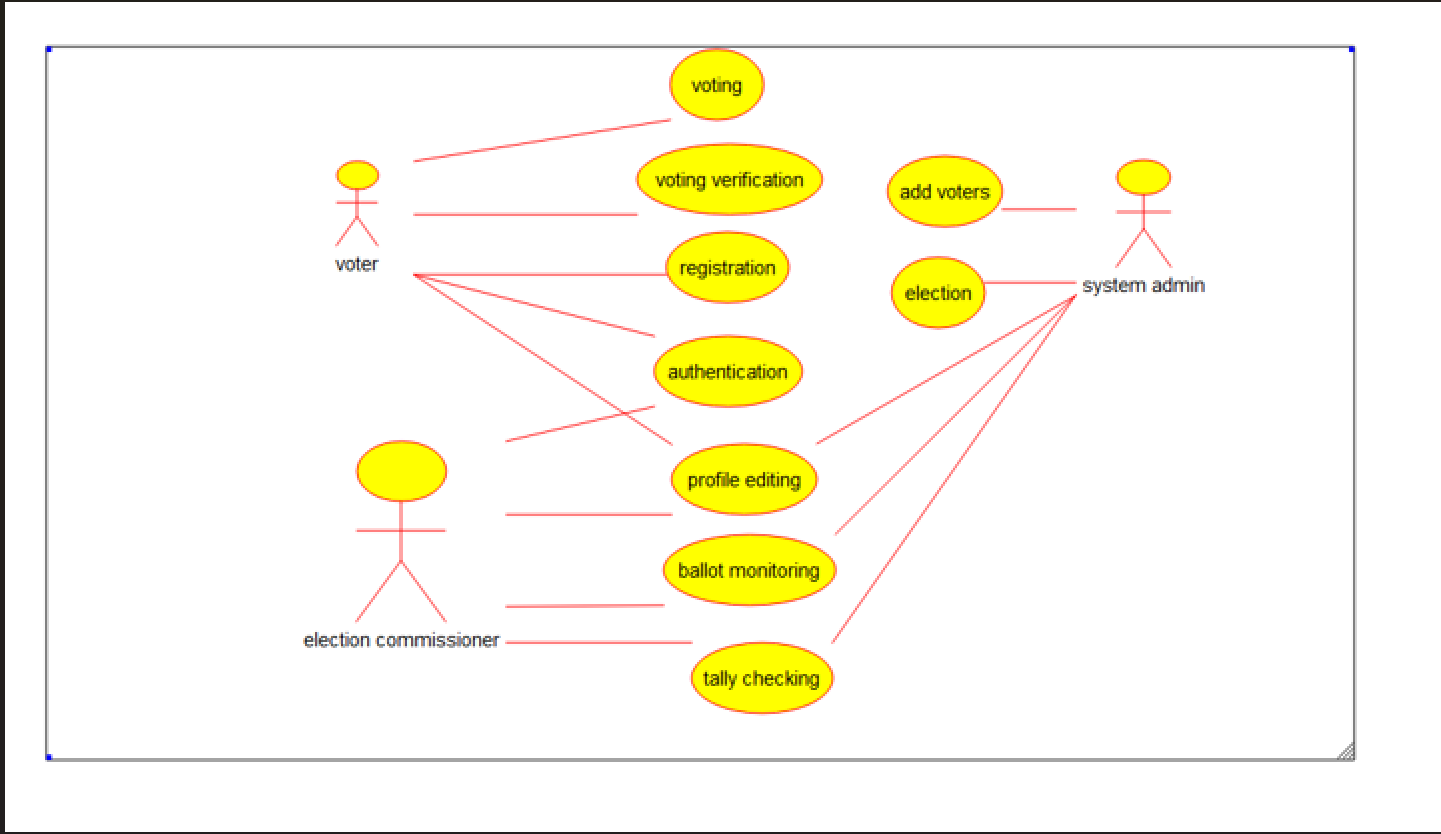 voting
voting verification
add voters
voter
registration
system admin
election
authentication
profile editing
ballot monitoring
election commissioner
tally checking